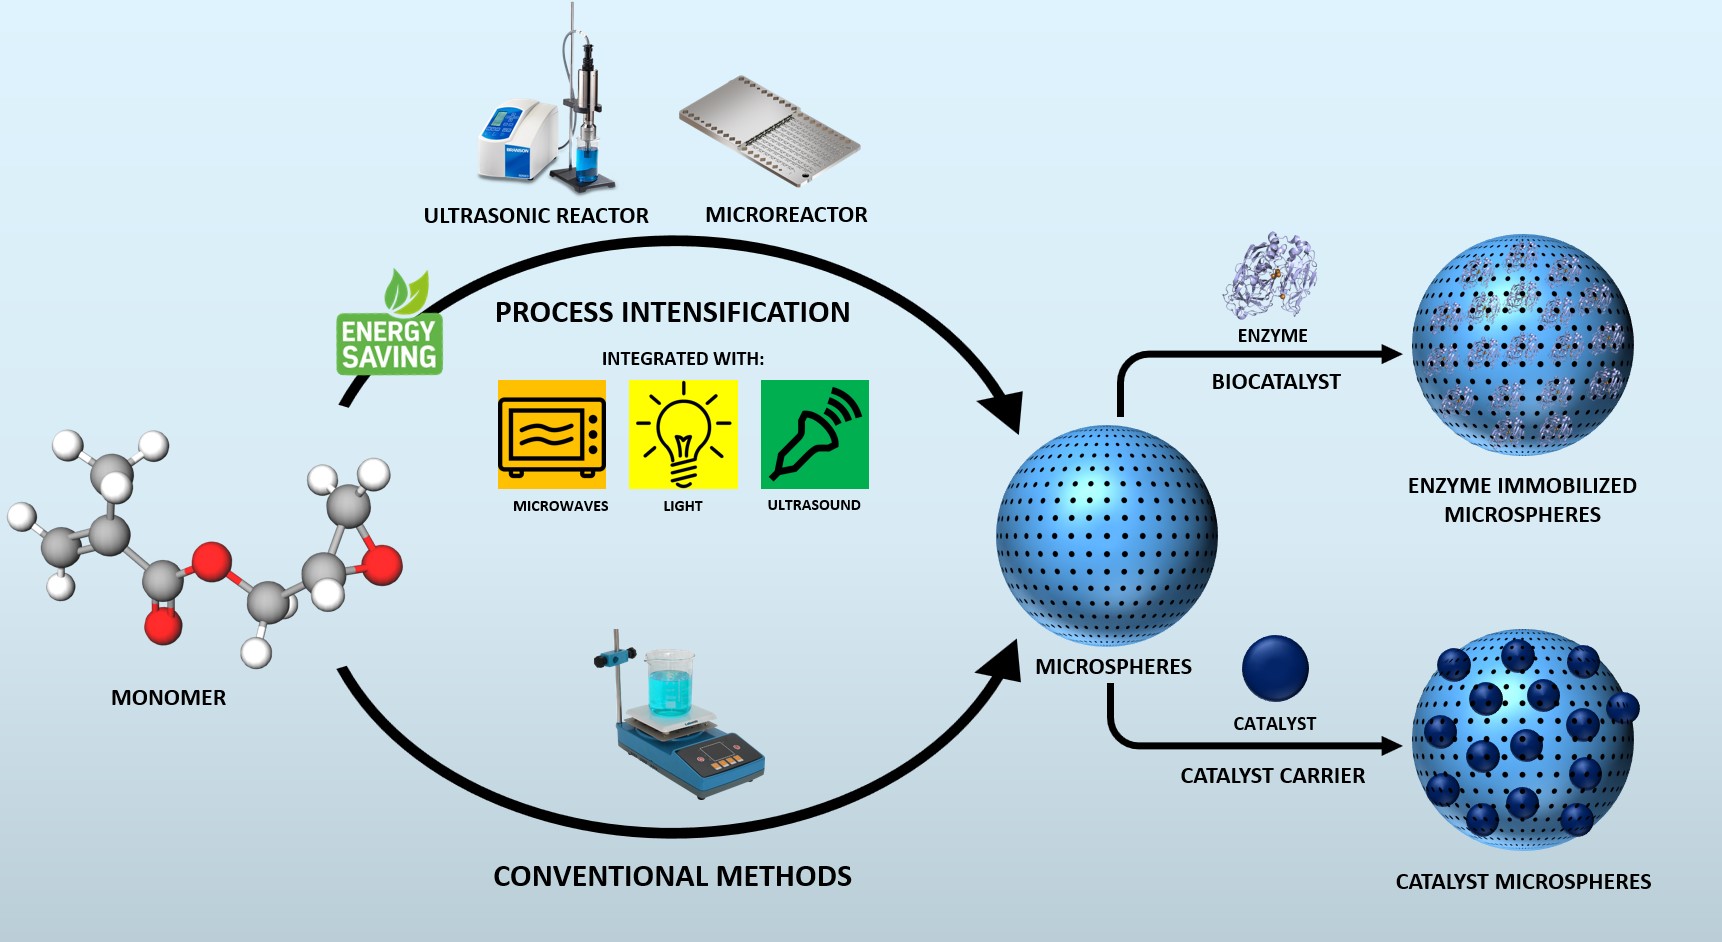 ULTRASONIC REACTOR
MICROREACTOR
ENERGY
SAVING
PROCESS INTENSIFICATION
INTEGRATED WITH:
MICROWAVES
LIGHT
ULTRASOUND
MONOMER
CONVENTIONAL METHODS
MICROSPHERES
ENZYME
BIOCATALYST
ENZYME IMMOBILIZED
MICROSPHERES
CATALYST
CATALYST CARRIER
CATALYST MICROSPHERES